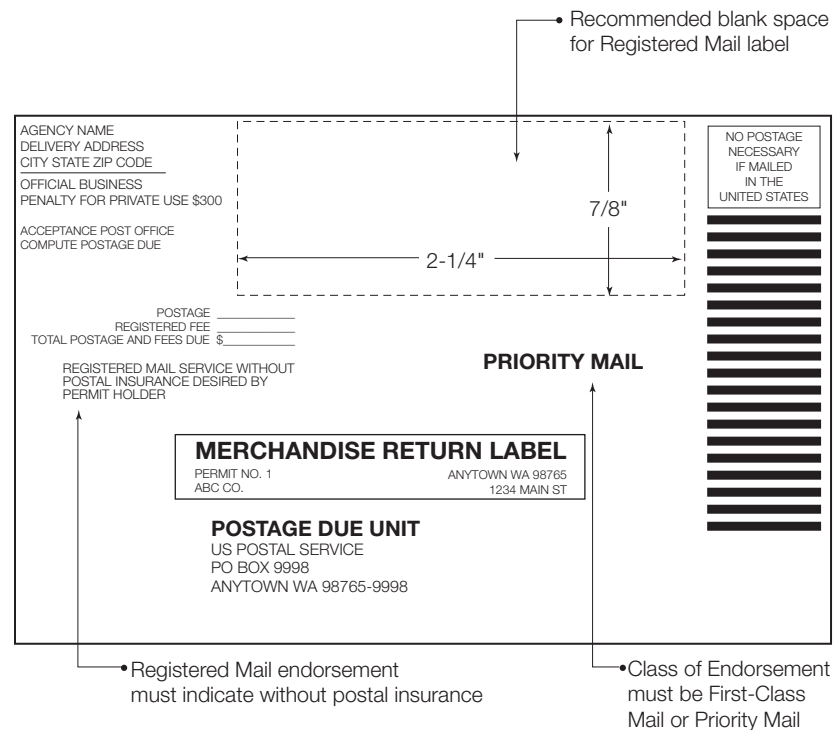 Recommended blank space
for Registered Mail label
AGENCY NAME
DELIVERY ADDRESS
CITY STATE ZIP CODE
OFFICIAL BUSINESS
PENALTY FOR PRIVATE USE $300
ACCEPTANCE POST OFFICE
COMPUTE POSTAGE DUE
7/8"
2-1/4"
NO POSTAGE
NECESSARY
IF MAILED
IN THE
UNITED STATES
POSTAGE
REGISTERED FEE
TOTAL POSTAGE AND FEES DUE $
REGISTERED MAIL SERVICE WITHOUT
POSTAL INSURANCE DESIRED BY
PERMIT HOLDER
PRIORITY MAIL
MERCHANDISE RETURN LABEL
PERMIT NO. 1 ANYTOWN WA 98765
ABC CO. 1234 MAIN ST
POSTAGE DUE UNIT
US POSTAL SERVICE
PO BOX 9998
ANYTOWN WA 98765-9998
Registered Mail endorsement
must indicate without postal insurance
Class of Endorsement
must be First-Class
Mail or Priority Mail